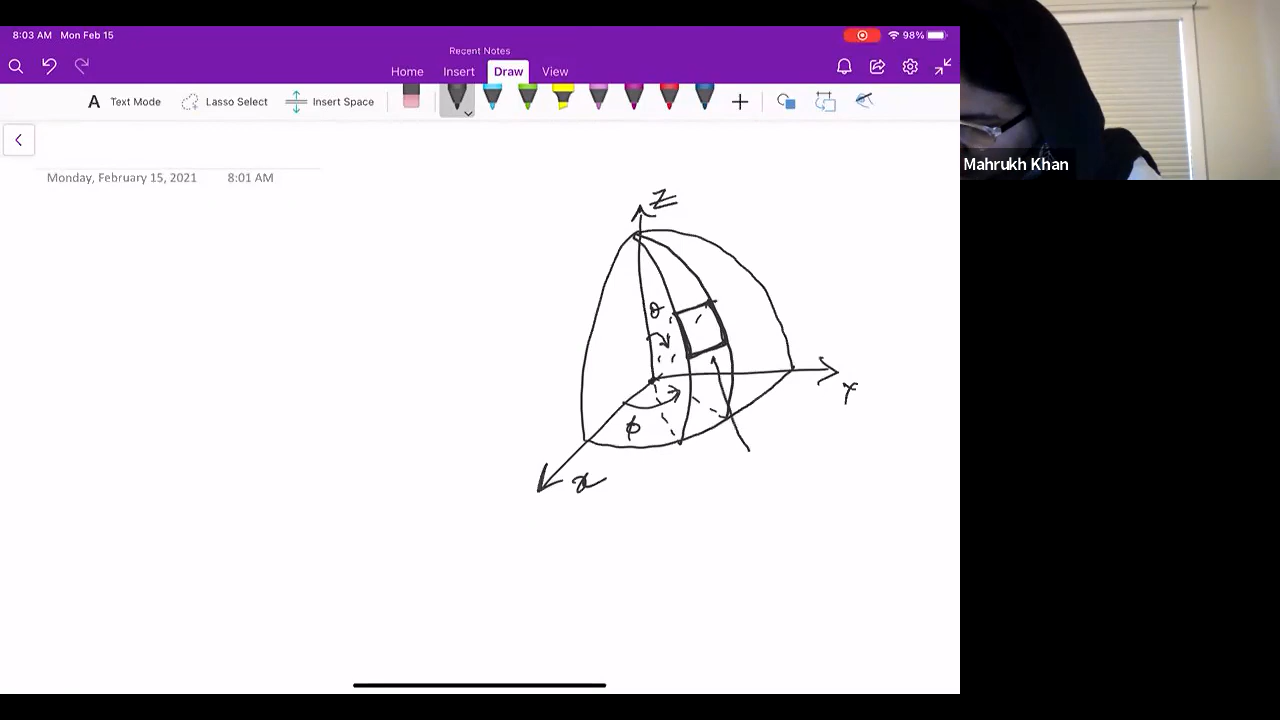 8:03 AM Mon Feb 15
98%
Recent Notes
Home Insert Draw View
A Text Mode Lasso Select Insert Space
Mahrukh Khan
Monday, February 15, 2021 8:01 AM
Z
θ
Y
ϕ
x